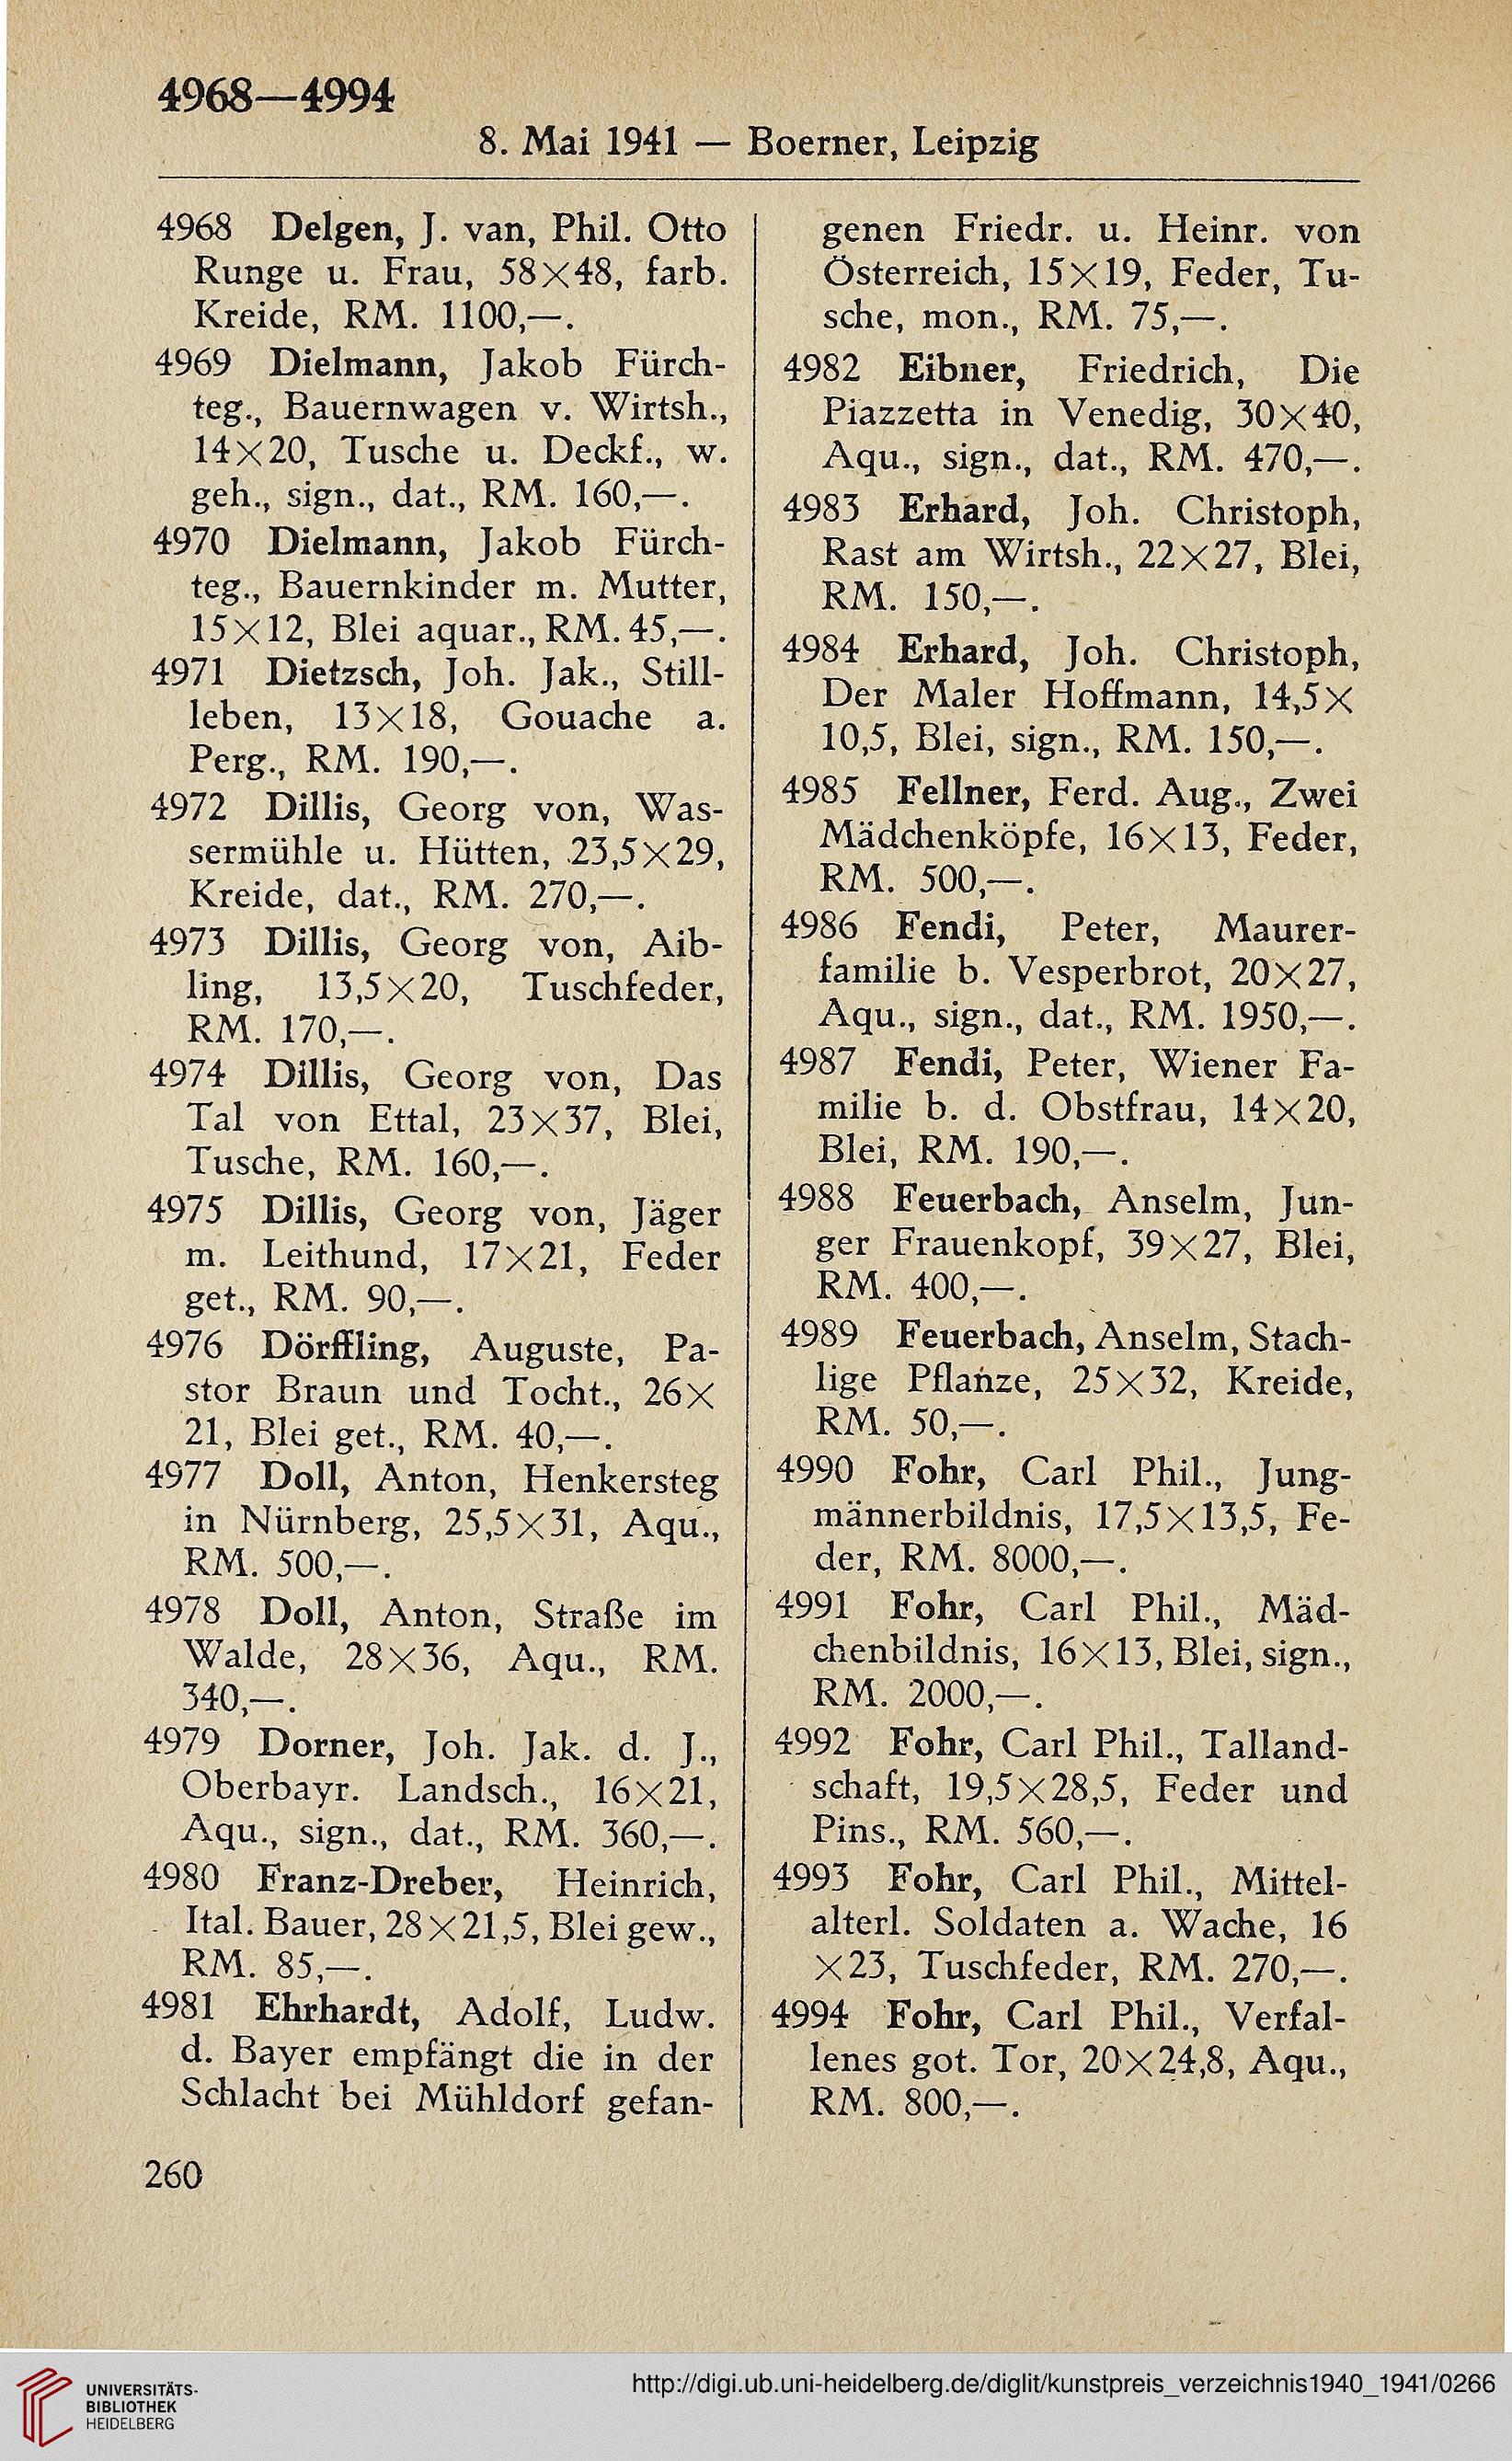 4968—4994
8. Mai 1941 — Boerner, Leipzig
4968 Delgen, J. van, Phil. Otto
Runge u. Frau, 58×48, farb.
Kreide, RM. 1100,—.
4969 Dielmann, Jakob Fürch-
teg., Bauernwagen v. Wirtsh.,
14×20, Tusche u. Deckf., w.
geh., sign., dat., RM. 160,—.
4970 Dielmann, Jakob Fürch-
teg., Bauernkinder m. Mutter,
15×12, Blei aquar., RM. 45,—.
4971 Dietzsch, Joh. Jak., Still-
leben, 13×18, Gouache a.
Perg., RM. 190,—.
4972 Dillis, Georg von, Was-
sermühle u. Hütten, 23,5×29,
Kreide, dat., RM. 270,—.
4973 Dillis, Georg von, Aib-
ling, 13,5×20, Tuschfeder,
RM. 170,—.
4974 Dillis, Georg von, Das
Tal von Ettal, 23×37, Blei,
Tusche, RM. 160,—.
4975 Dillis, Georg von, Jäger
m. Leithund, 17×21, Feder
get., RM. 90,—.
4976 Dörffling, Auguste, Pa-
stor Braun und Tocht., 26×
21, Blei get., RM. 40,—.
4977 Doll, Anton, Henkersteg
in Nürnberg, 25,5×31, Aqu.,
RM. 500,—.
4978 Doll, Anton, Straße im
Walde, 28×36, Aqu., RM.
340,—.
4979 Dorner, Joh. Jak. d. J.,
Oberbayr. Landsch., 16×21,
Aqu., sign., dat., RM. 360,—.
4980 Franz-Dreber, Heinrich,
Ital. Bauer, 28×21,5, Blei gew.,
RM. 85,—.
4981 Ehrhardt, Adolf, Ludw.
d. Bayer empfängt die in der
Schlacht bei Mühldorf gefan-
genen Friedr. u. Heinr. von
Österreich, 15×19, Feder, Tu-
sche, mon., RM. 75,—.
4982 Eibner, Friedrich, Die
Piazzetta in Venedig, 30×40,
Aqu., sign., dat., RM. 470,—.
4983 Erhard, Joh. Christoph,
Rast am Wirtsh., 22×27, Blei,
RM. 150,—.
4984 Erhard, Joh. Christoph,
Der Maler Hoffmann, 14,5×
10,5, Blei, sign., RM. 150,—.
4985 Fellner, Ferd. Aug., Zwei
Mädchenköpfe, 16×13, Feder,
RM. 500,—.
4986 Fendi, Peter, Maurer-
familie b. Vesperbrot, 20×27,
Aqu., sign., dat., RM. 1950,—.
4987 Fendi, Peter, Wiener Fa-
milie b. d. Obstfrau, 14×20,
Blei, RM. 190,—.
4988 Feuerbach, Anselm, Jun-
ger Frauenkopf, 39×27, Blei,
RM. 400,—.
4989 Feuerbach, Anselm, Stach-
lige Pflanze, 25×32, Kreide,
RM. 50,—.
4990 Fohr, Carl Phil., Jung-
männerbildnis, 17,5×13,5, Fe-
der, RM. 8000,—.
4991 Fohr, Carl Phil., Mäd-
chenbildnis, 16×13, Blei, sign.,
RM. 2000,—.
4992 Fohr, Carl Phil., Talland-
schaft, 19,5×28,5, Feder und
Pins., RM. 560,—.
4993 Fohr, Carl Phil., Mittel-
alterl. Soldaten a. Wache, 16
×23, Tuschfeder, RM. 270,—.
4994 Fohr, Carl Phil., Verfal-
lenes got. Tor, 20×24,8, Aqu.,
RM. 800,—.
260
UNIVERSITÄTS-
BIBLIOTHEK
HEIDELBERG
http://digi.ub.uni-heidelberg.de/diglit/kunstpreis_verzeichnis1940_1941/0266